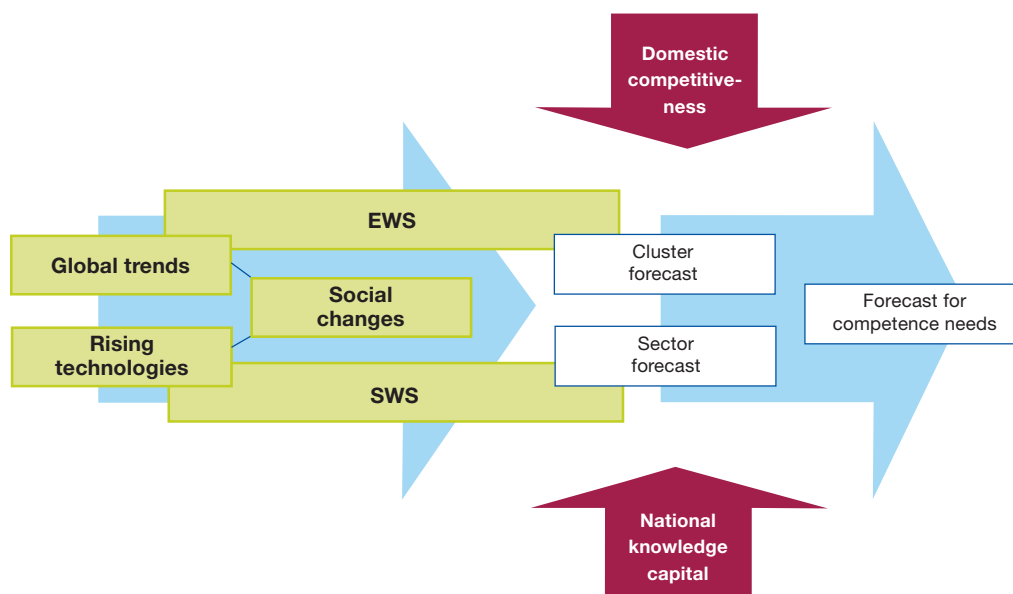 Domestic
competitive-
ness
EWS
Global trends
Cluster
forecast
Social
changes
Forecast for
competence needs
Rising
technologies
Sector
forecast
SWS
National
knowledge
capital